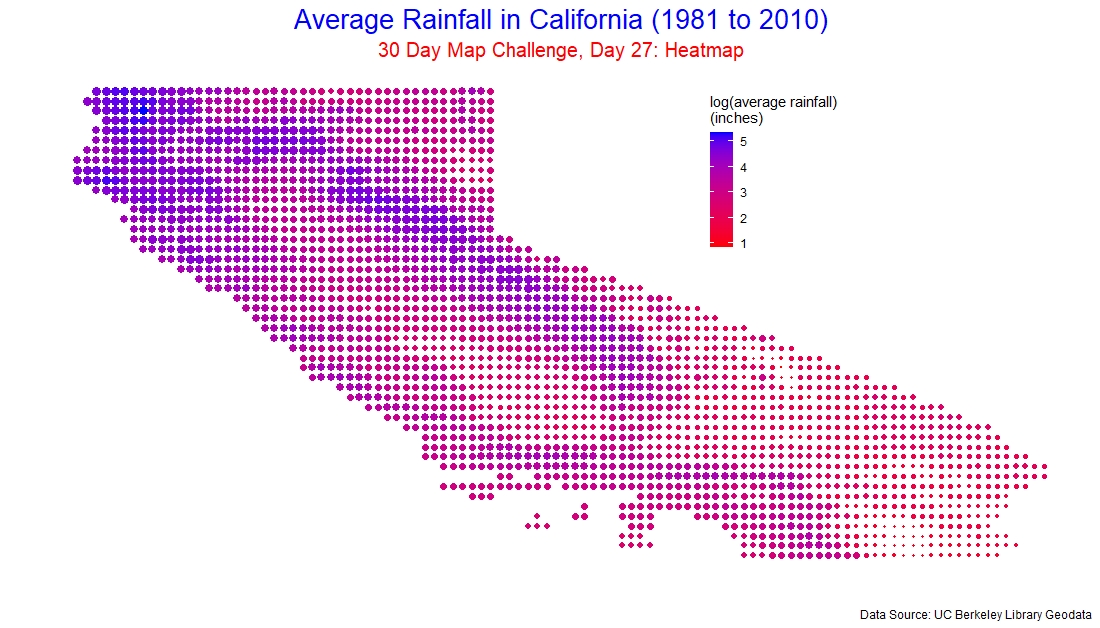 Average Rainfall in California (1981 to 2010)
30 Day Map Challenge, Day 27: Heatmap
log(average rainfall)
(inches)
5
4
3
2
1
Data Source: UC Berkeley Library Geodata